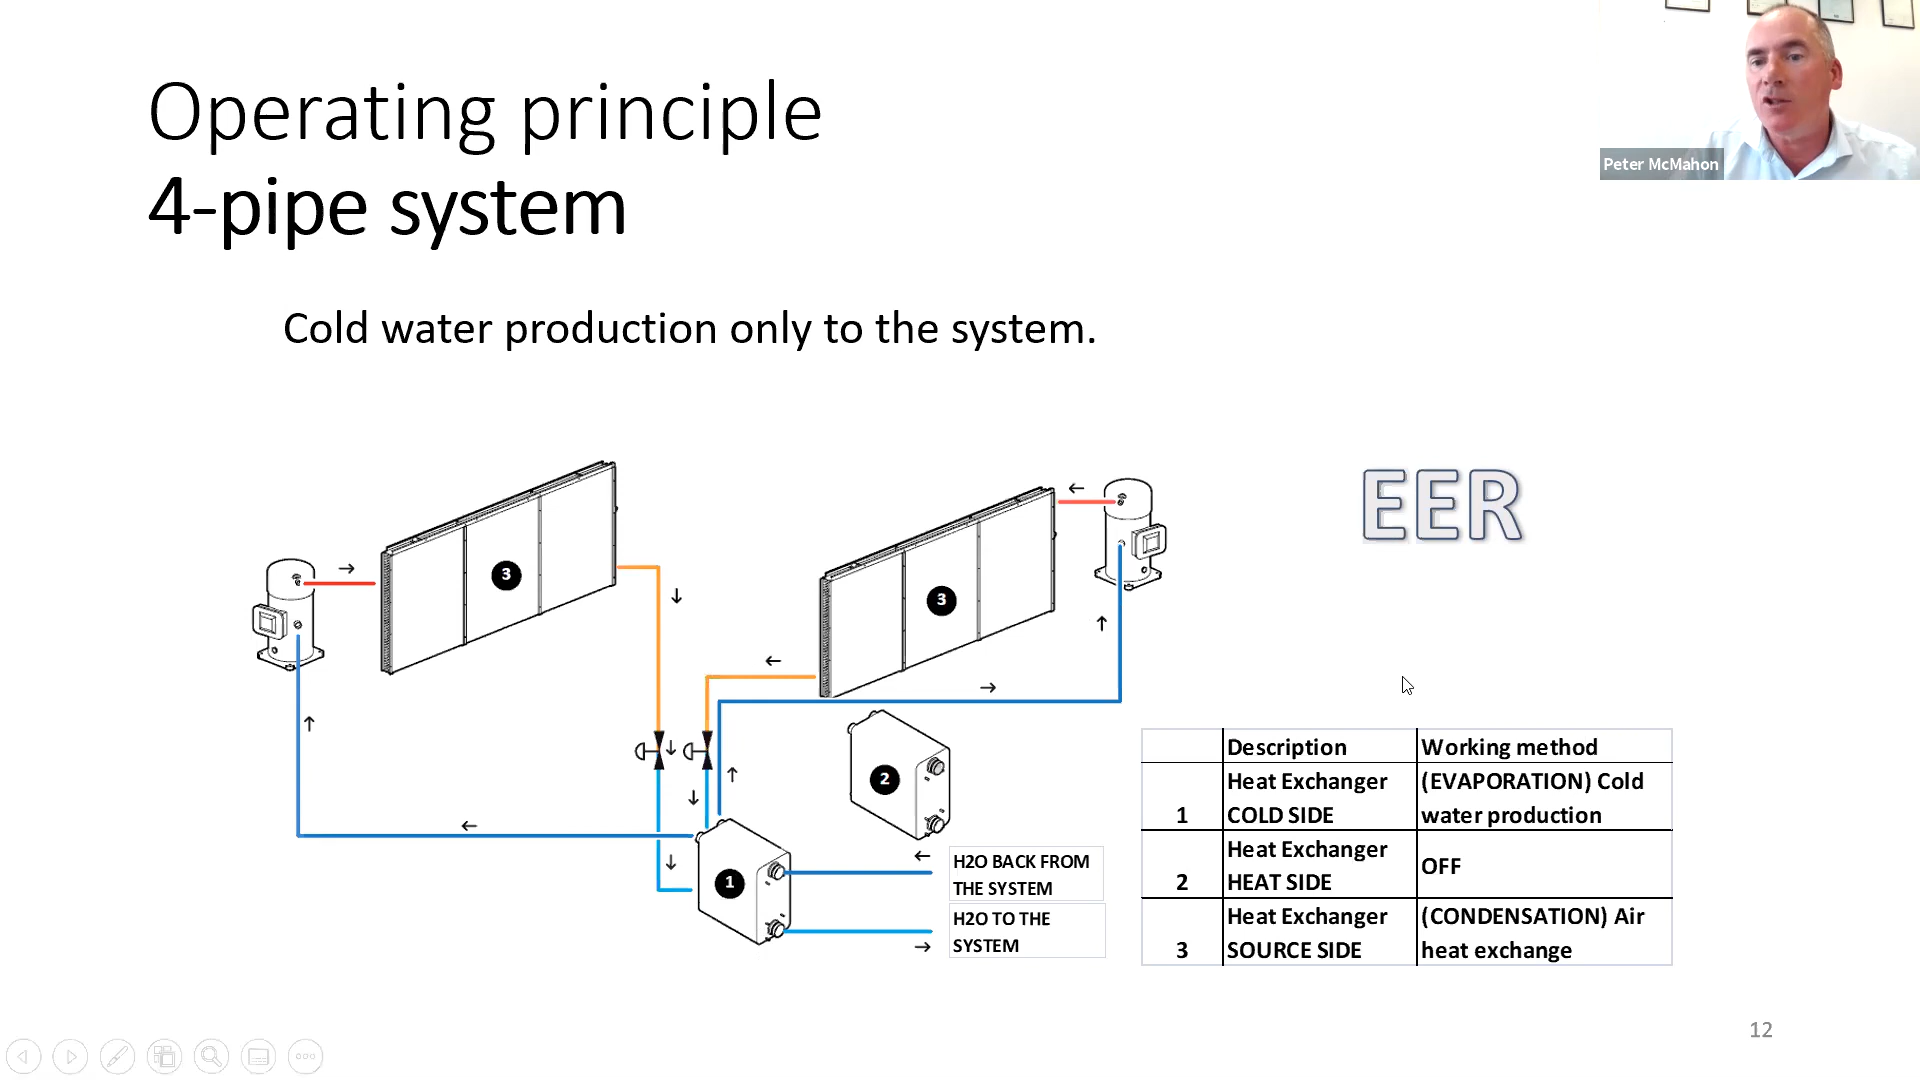 Operating principle
4-pipe system
Peter McMahon
Cold water production only to the system.
EER
3
3
2
1
H2O BACK FROM
THE SYSTEM
H2O TO THE
SYSTEM
Description Working method
1 Heat Exchanger COLD SIDE (EVAPORATION) Cold water production
2 Heat Exchanger HEAT SIDE OFF
3 Heat Exchanger SOURCE SIDE (CONDENSATION) Air heat exchange
12